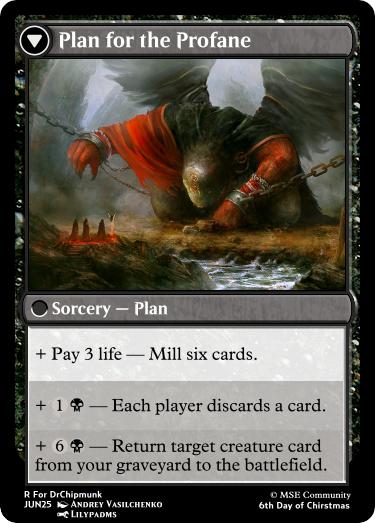 Plan for the Profane
Sorcery — Plan
+ Pay 3 life — Mill six cards.
+ 1 — Each player discards a card.
+ 6 — Return target creature card
from your graveyard to the battlefield.
R For DrChipmunk
JUN25 Andrey Vasilchenko
Lilypadms
© MSE Community
6th Day of Chirstmas